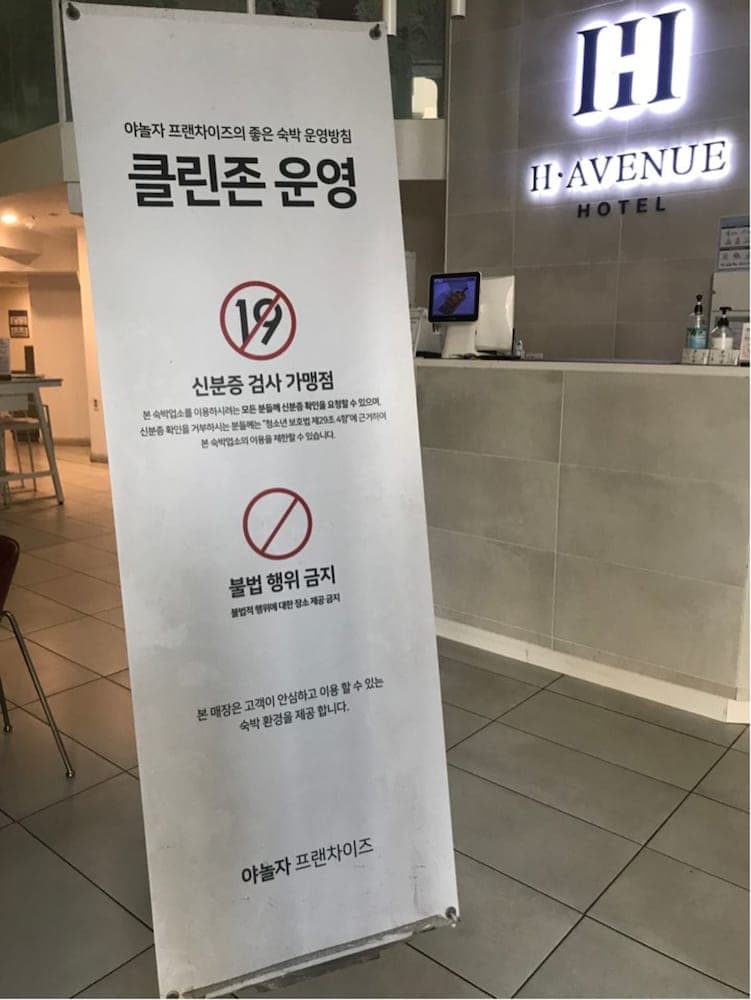 야놀자 프랜차이즈의 좋은 숙박 운영방침
클린존 운영
19
신분증 검사 가맹점
본 숙박업소를 이용하시려는 모든 분들께 신분증 확인을 요청할 수 있으며,
신분증 확인을 거부하시는 분들께는 "청소년 보호법 제29조 4항"에 근거하여
본 숙박업소의 이용을 제한할 수 있습니다.
불법 행위 금지
불법적 행위에 대한 장소 제공 금지
본 매장은 고객이 안심하고 이용 할 수 있는
숙박 환경을 제공 합니다.
야놀자 프랜차이즈
H
H·AVENUE
HOTEL